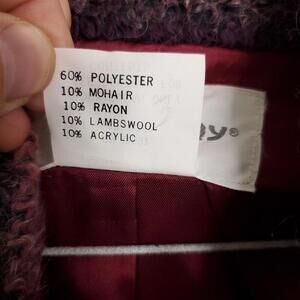 60% POLYESTER
10% MOHAIR
10% RAYON
10% LAMBSWOOL
10% ACRYLIC